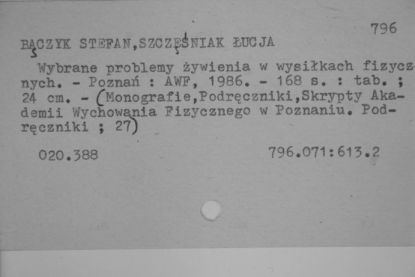 796
BĄCZYK STEFAN,SZCZĘŚNIAK ŁUCJA
Wybrane problemy żywienia w wysiłkach fizycz
nych. - Poznań : AWF, 1986. - 168 s. : tab. ;
24 cm. - (Monografie,Podręczniki,Skrypty Aka-
demii Wychowania Fizycznego w Poznaniu. Pod-
ręczniki ; 27)
020.388 796.071:613.2